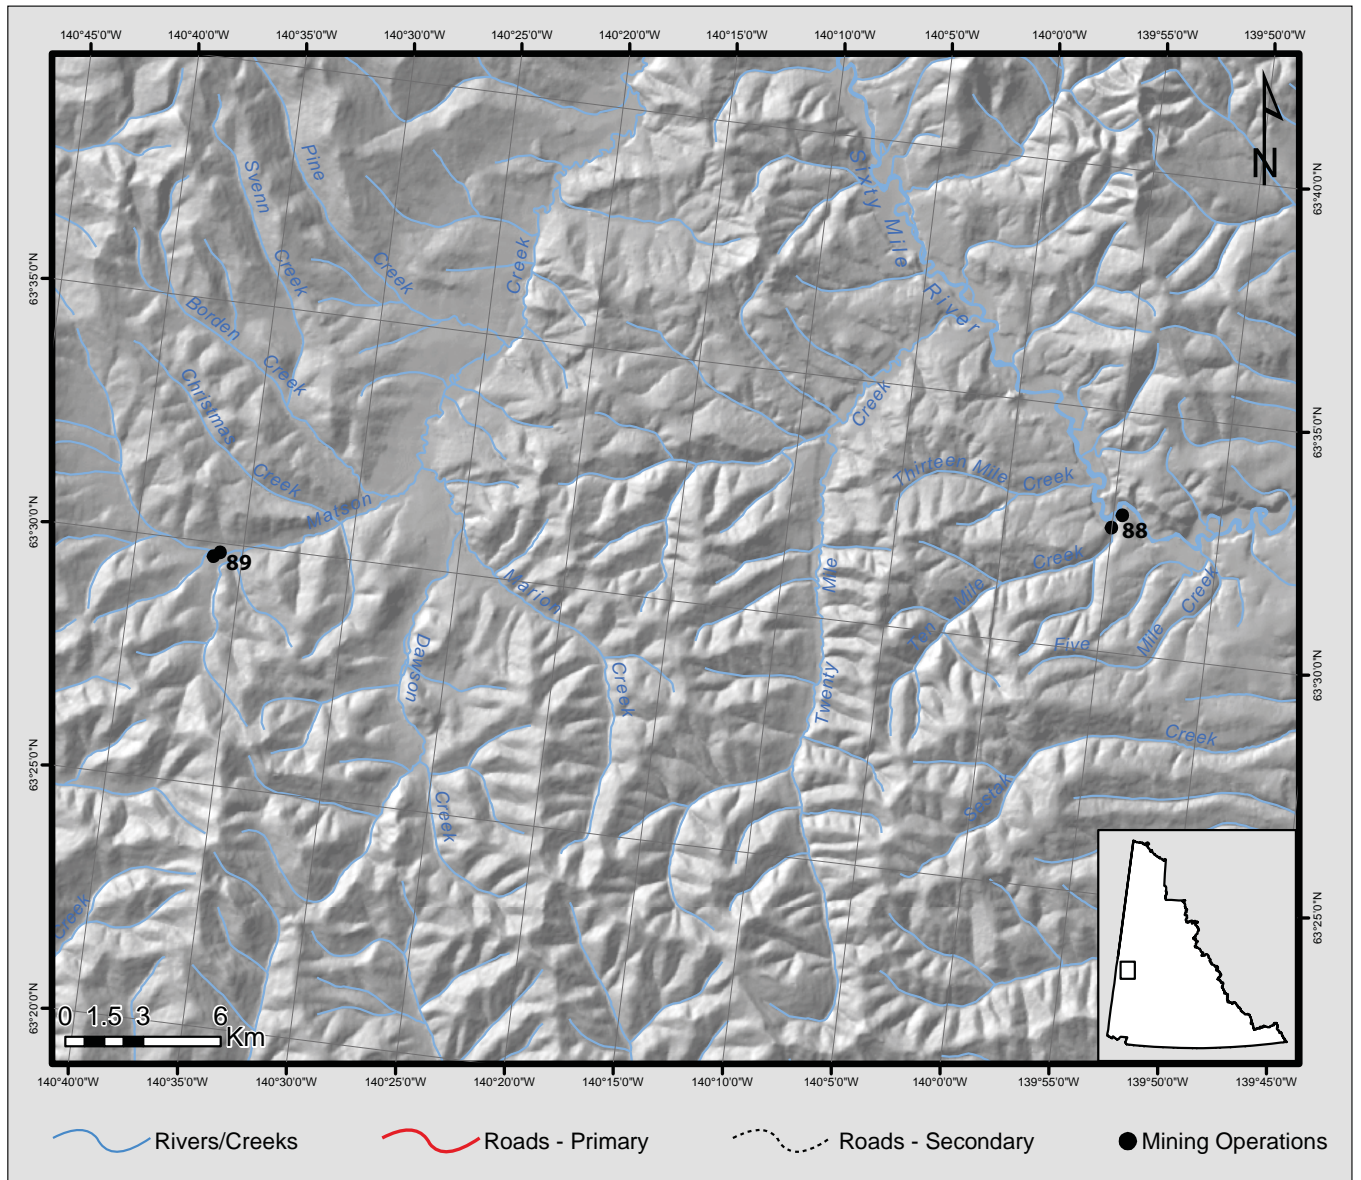 140°45'0"W 140°40'0"W 140°35'0"W 140°30'0"W 140°25'0"W 140°20'0"W 140°15'0"W 140°10'0"W 140°5'0"W 140°0'0"W 139°55'0"W 139°50'0"W
N
63°40'0"N
63°35'0"N
63°30'0"N
63°25'0"N
63°20'0"N
63°35'0"N
63°30'0"N
63°25'0"N
Pine
Creek
Svenn
Creek
Creek
Sixty Mile
River
Borden
Creek
Christmas
Creek
Matson
Creek
Thirteen Mile
Creek
88
89
Marion
Creek
Dawson
Creek
Twenty
Mile
Ten
Mile
Creek
Five
Mile
Creek
Sestak
Creek
Creek
0 1.5 3 6
Km
140°40'0"W 140°35'0"W 140°30'0"W 140°25'0"W 140°20'0"W 140°15'0"W 140°10'0"W 140°5'0"W 140°0'0"W 139°55'0"W 139°50'0"W 139°45'0"W
Rivers/Creeks Roads - Primary Roads - Secondary Mining Operations